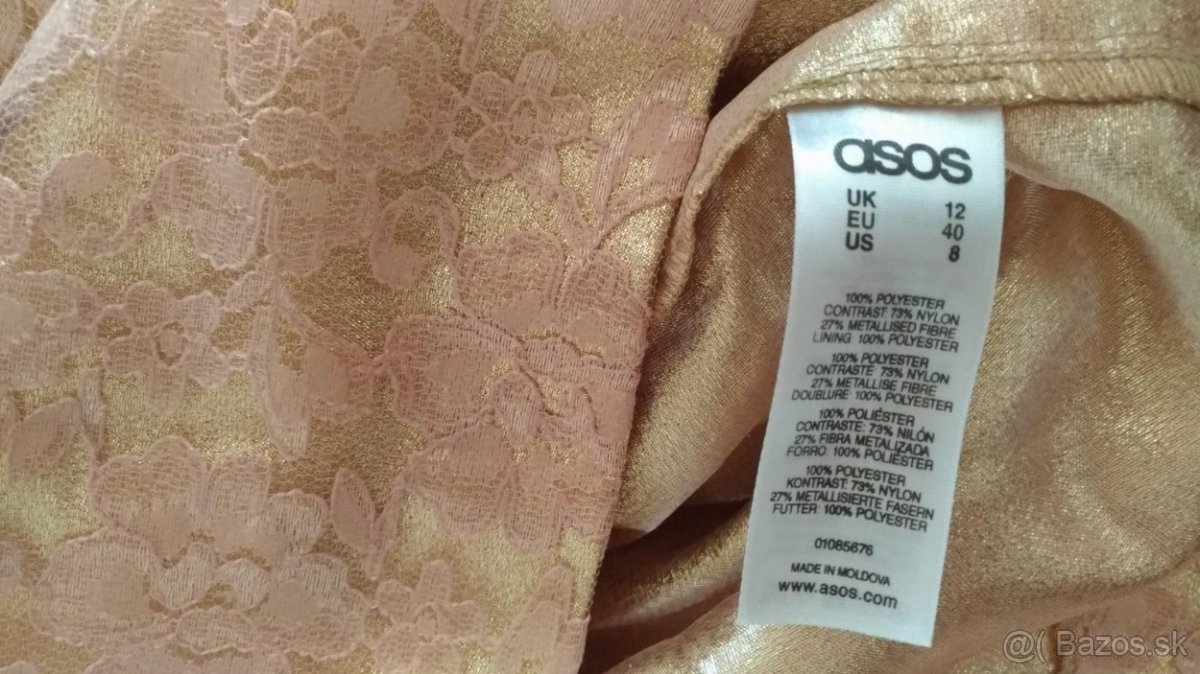 asos
UK 12
EU 40
US 8
100% POLYESTER
CONTRAST: 73% NYLON
27% METALLISED FIBRE
LINING: 100% POLYESTER
100% POLYESTER
CONTRASTE: 73% NYLON
27% METALLISE FIBRE
DOUBLURE: 100% POLYESTER
100% POLIÉSTER
CONTRASTE: 73% NILÓN
27% FIBRA METALIZADA
FORRO: 100% POLIÉSTER
100% POLYESTER
KONTRAST: 73% NYLON
27% METALLISIERTE FASERN
FUTTER: 100% POLYESTER
01085676
MADE IN MOLDOVA
www.asos.com
@( Bazos.sk